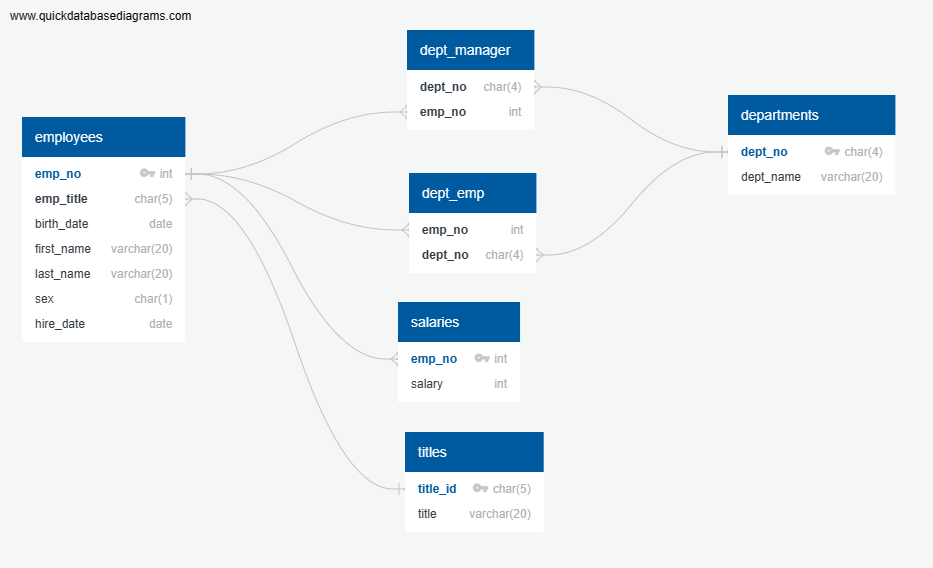 www.quickdatabasediagrams.com
employees
emp_no int
emp_title char(5)
birth_date date
first_name varchar(20)
last_name varchar(20)
sex char(1)
hire_date date
dept_manager
dept_no char(4)
emp_no int
dept_emp
emp_no int
dept_no char(4)
salaries
emp_no int
salary int
titles
title_id char(5)
title varchar(20)
departments
dept_no char(4)
dept_name varchar(20)